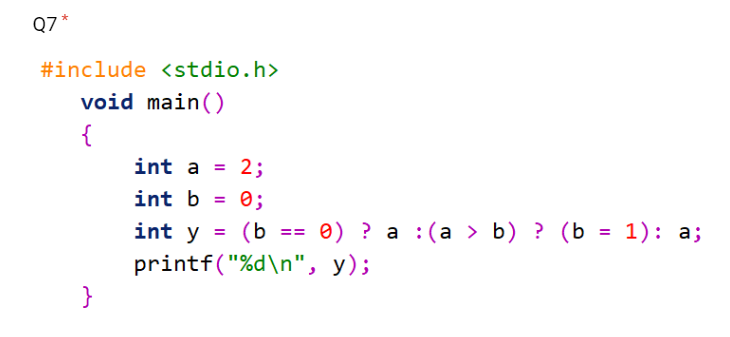 Q7 *
#include <stdio.h>
void main()
{
int a = 2;
int b = 0;
int y = (b == 0) ? a :(a > b) ? (b = 1): a;
printf("%d\n", y);
}